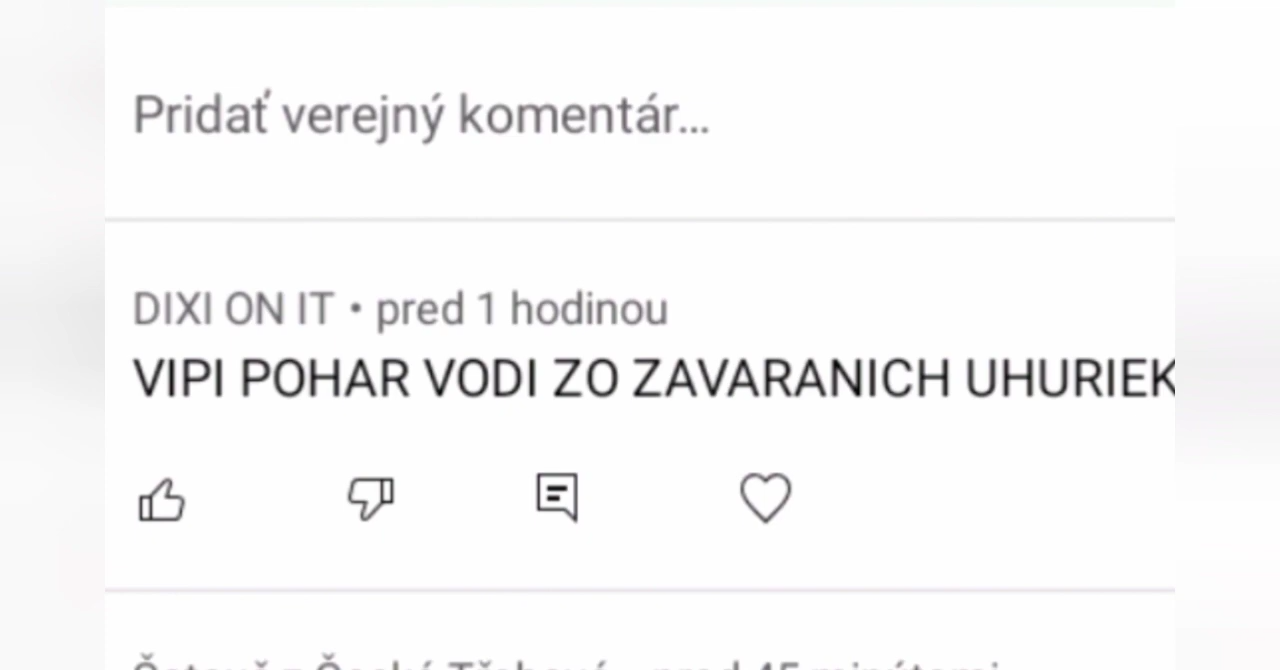 Pridať verejný komentár...
DIXI ON IT • pred 1 hodinou
VIPI POHAR VODI ZO ZAVARANICH UHURIEK